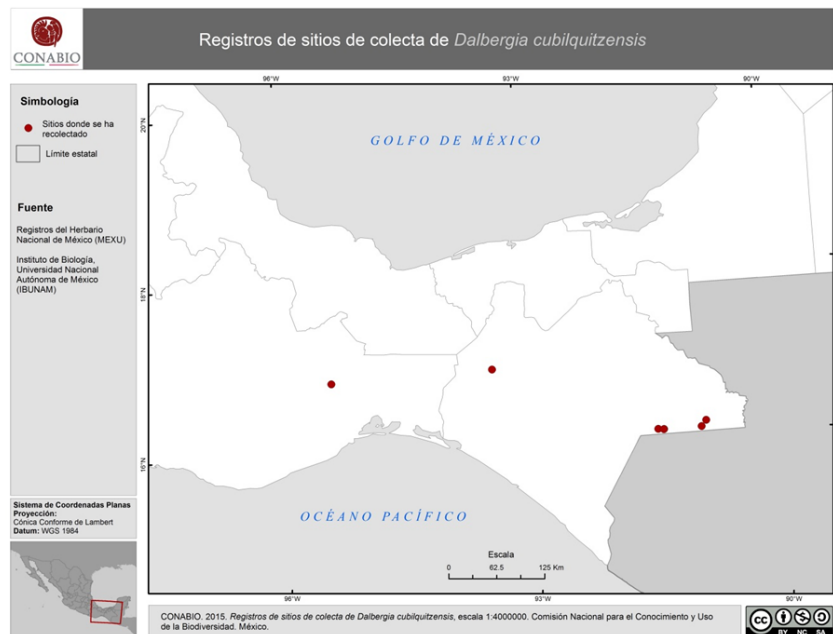 CONABIO
Registros de sitios de colecta de Dalbergia cubilquitzensis
Simbología
Sitios donde se ha
recolectado
Límite estatal
Fuente
Registros del Herbario
Nacional de México (MEXU)
Instituto de Biología,
Universidad Nacional
Autónoma de México
(IBUNAM)
Sistema de Coordenadas Planas
Proyección:
Cónica Conforme de Lambert
Datum: WGS 1984
96°W
93°W
90°W
20°N
18°N
16°N
GOLFO DE MÉXICO
OCÉANO PACÍFICO
Escala
0 62.5 125 Km
96°W
93°W
90°W
CONABIO. 2015. Registros de sitios de colecta de Dalbergia cubilquitzensis, escala 1:4000000. Comisión Nacional para el Conocimiento y Uso
de la Biodiversidad. México.
cc
BY NC SA